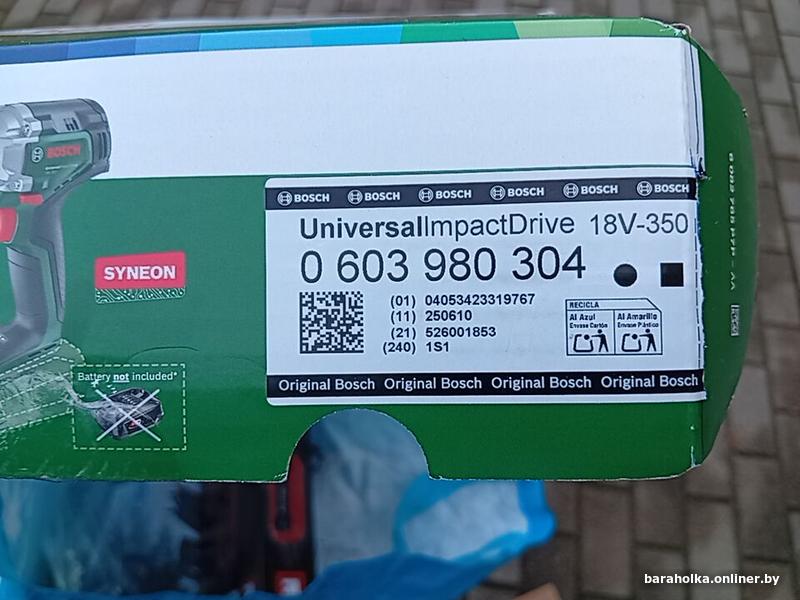 BOSCH
SYNEON
Battery not included*
BOSCH BOSCH BOSCH BOSCH BOSCH BOSCH
UniversalImpactDrive 18V-350
0 603 980 304
(01) 04053423319767
(11) 250610
(21) 526001853
(240) 1S1
RECICLA
Al Azul Al Amarillo
Envase Cartón Envase Plástico
Original Bosch Original Bosch Original Bosch Original Bosch
baraholka.onliner.by